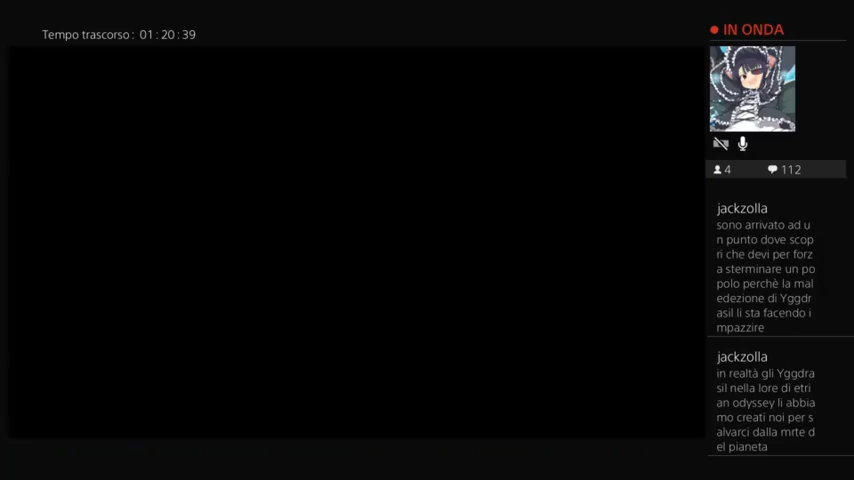 Tempo trascorso: 01:20:39
IN ONDA
4 112
jackzolla
sono arrivato ad u
n punto dove scop
ri che devi per forz
a sterminare un po
polo perchè la mal
edezione di Yggdr
asil li sta facendo i
mpazzire
jackzolla
in realtà gli Yggdra
sil nella lore di etri
an odyssey li abbia
mo creati noi per s
alvarci dalla mrte d
el pianeta